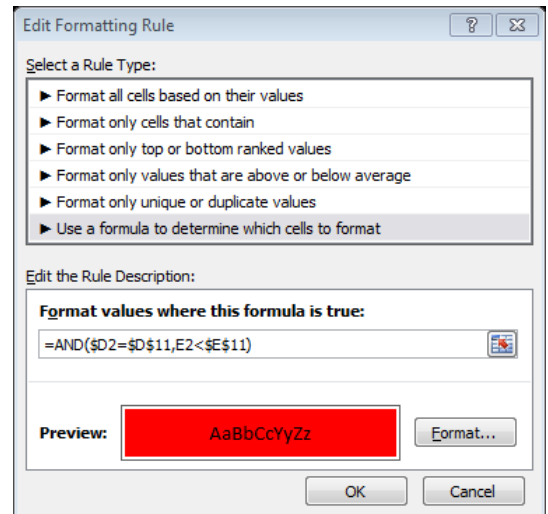 Edit Formatting Rule
Select a Rule Type:
► Format all cells based on their values
► Format only cells that contain
► Format only top or bottom ranked values
► Format only values that are above or below average
► Format only unique or duplicate values
► Use a formula to determine which cells to format
Edit the Rule Description:
Format values where this formula is true:
=AND($D2=$D$11,E2<$E$11)
Preview:
AaBbCcYyZz
Format...
OK
Cancel